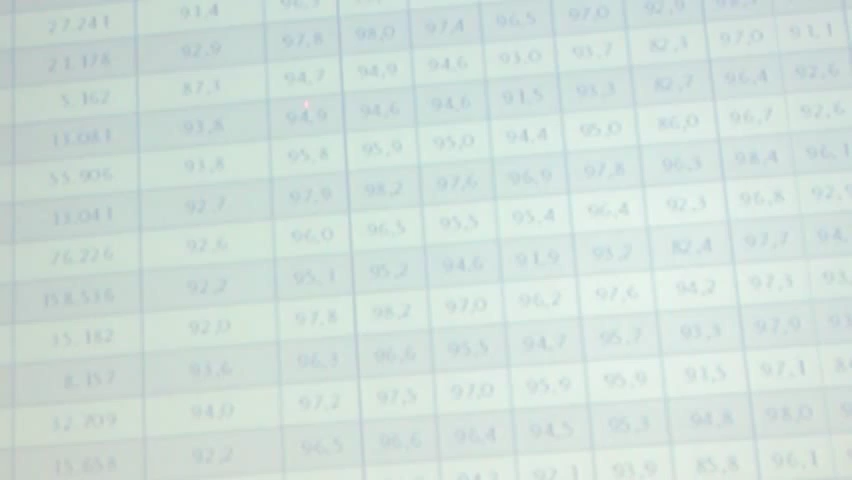 27.241 91,4 96,3
21.178 92,9 97,8 98,0 97,4 96,5 97,0 92,9
5.162 87,3 94,7 94,9 94,6 93,0 93,7 82,3 97,0 91,1
13.081 93,8 94,9 94,6 94,6 91,5 93,3 82,7 96,4 92,6
55.906 93,8 95,8 95,9 95,0 94,4 95,0 86,0 96,7 92,6
13.041 92,7 97,9 98,2 97,6 96,9 97,8 96,3 98,4 96,1
76.226 92,6 96,0 96,5 95,5 95,4 96,4 92,3 96,8 92,9
158.536 92,2 95,1 95,2 94,6 91,9 93,2 82,4 97,7 94,
35.182 92,0 97,8 98,2 97,0 96,2 97,6 94,2 97,3 93,
8.357 93,6 96,3 96,6 95,5 94,7 95,7 93,3 97,9 93
32.709 94,0 97,2 97,5 97,0 95,9 95,9 91,5 97,1
15.658 92,2 96,5 96,6 96,4 94,5 95,3 94,8 98,0
92,1 93,9 85,8 96,1